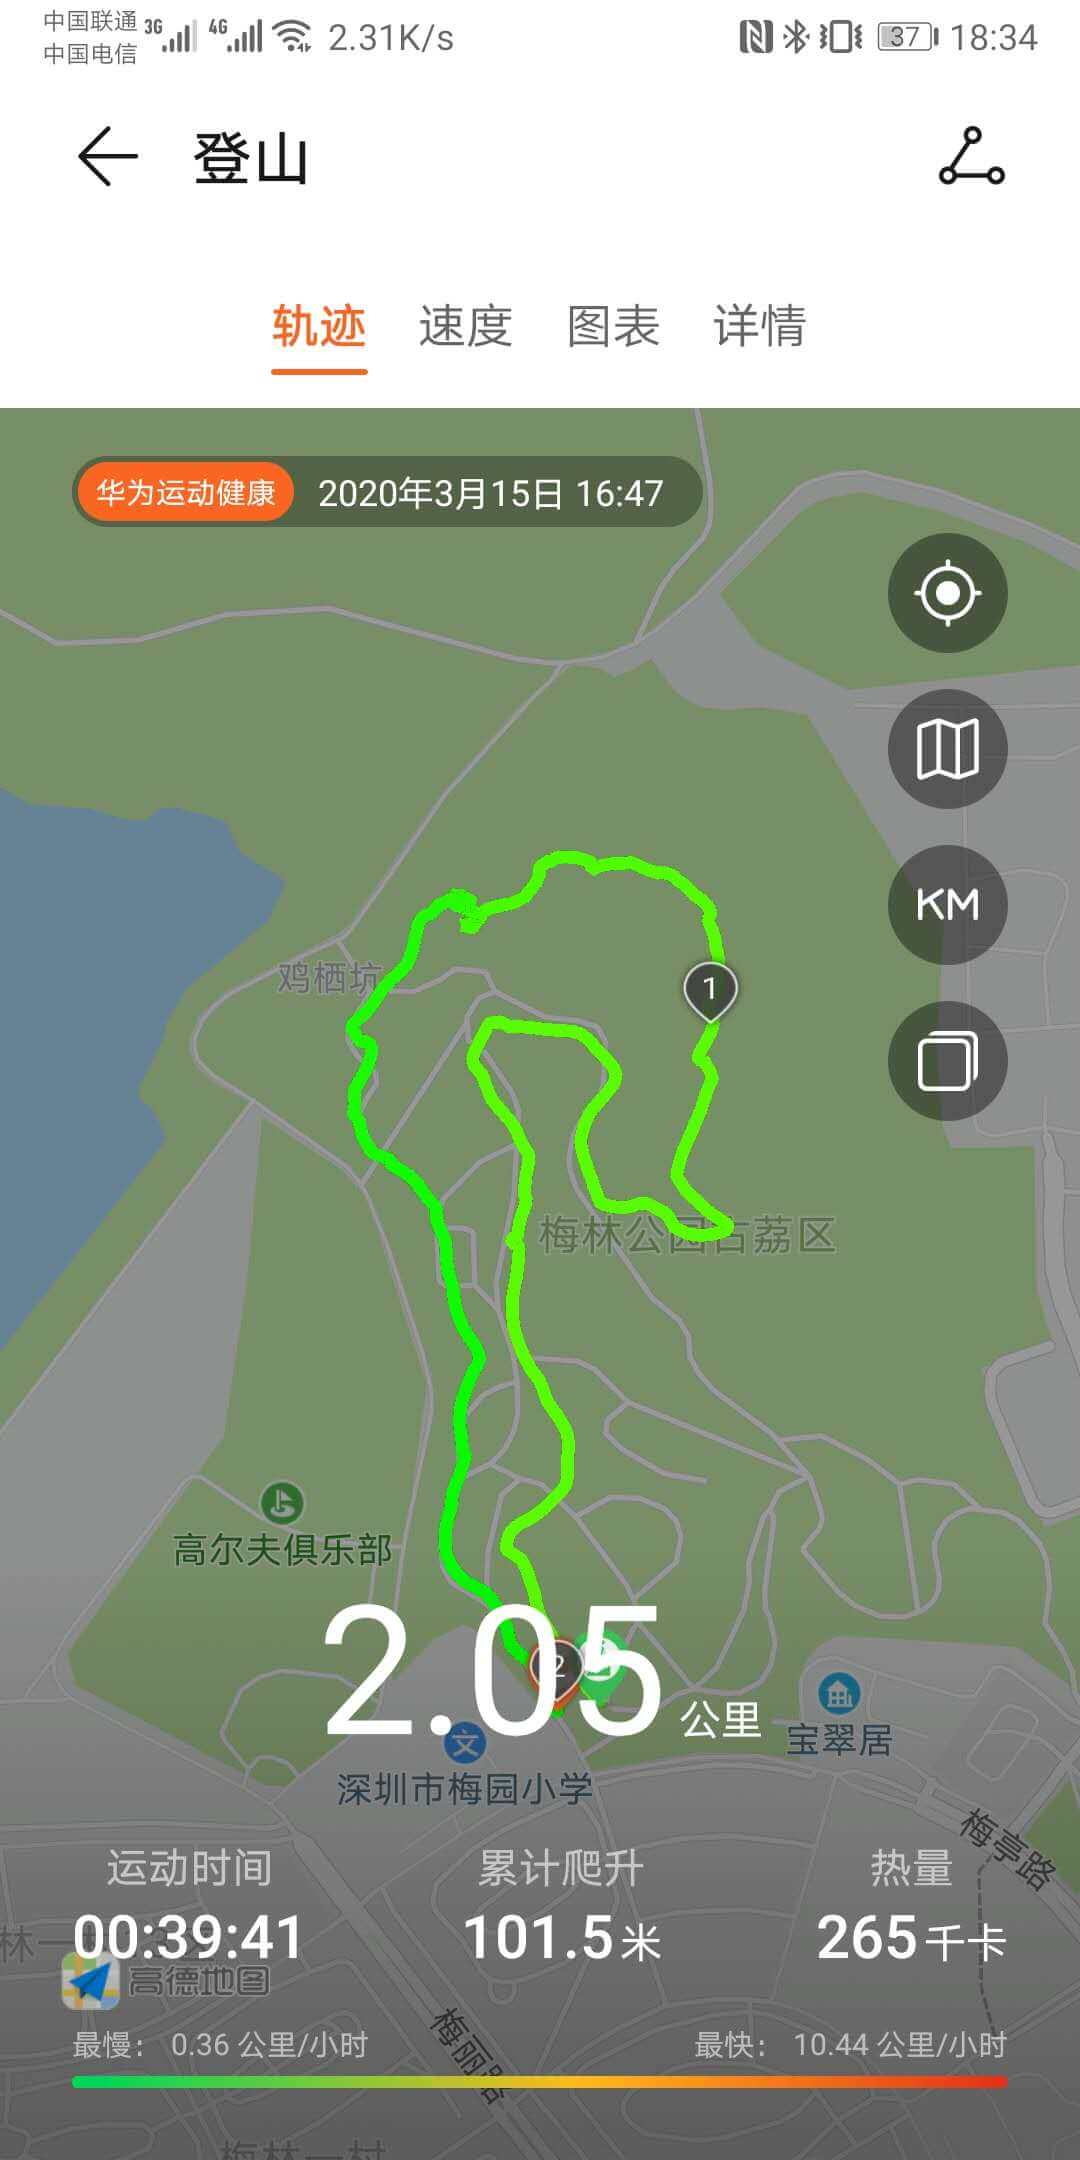 中国联通 3G 4G 2.31K/s 37 18:34
中国电信
登山
轨迹 速度 图表 详情
华为运动健康 2020年3月15日 16:47
KM
鸡栖坑
1
梅林公园古荔区
高尔夫俱乐部
2
2.05 公里
宝翠居
文
深圳市梅园小学
梅亭路
运动时间 累计爬升 热量
00:39:41 101.5米 265千卡
高德地图
梅丽路
最慢: 0.36 公里/小时 最快: 10.44 公里/小时
梅林一村